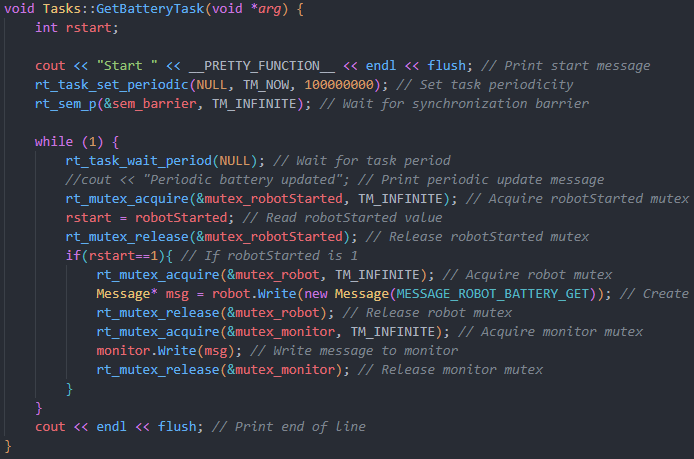 void Tasks::GetBatteryTask(void *arg) {
    int rstart;

    cout << "Start " << __PRETTY_FUNCTION__ << endl << flush; // Print start message
    rt_task_set_periodic(NULL, TM_NOW, 100000000); // Set task periodicity
    rt_sem_p(&sem_barrier, TM_INFINITE); // Wait for synchronization barrier

    while (1) {
        rt_task_wait_period(NULL); // Wait for task period
        //cout << "Periodic battery updated"; // Print periodic update message
        rt_mutex_acquire(&mutex_robotStarted, TM_INFINITE); // Acquire robotStarted mutex
        rstart = robotStarted; // Read robotStarted value
        rt_mutex_release(&mutex_robotStarted); // Release robotStarted mutex
        if(rstart==1){ // If robotStarted is 1
            rt_mutex_acquire(&mutex_robot, TM_INFINITE); // Acquire robot mutex
            Message* msg = robot.Write(new Message(MESSAGE_ROBOT_BATTERY_GET)); // Create
            rt_mutex_release(&mutex_robot); // Release robot mutex
            rt_mutex_acquire(&mutex_monitor, TM_INFINITE); // Acquire monitor mutex
            monitor.Write(msg); // Write message to monitor
            rt_mutex_release(&mutex_monitor); // Release monitor mutex
        }
    }
    cout << endl << flush; // Print end of line
}